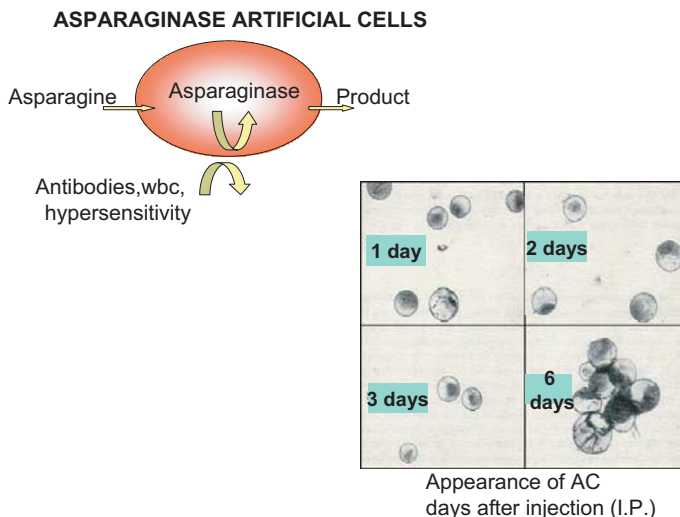 ASPARAGINASE ARTIFICIAL CELLS
Asparagine
Asparaginase
Product
Antibodies,wbc,
hypersensitivity
1 day
2 days
3 days
6
days
Appearance of AC
days after injection (I.P.)